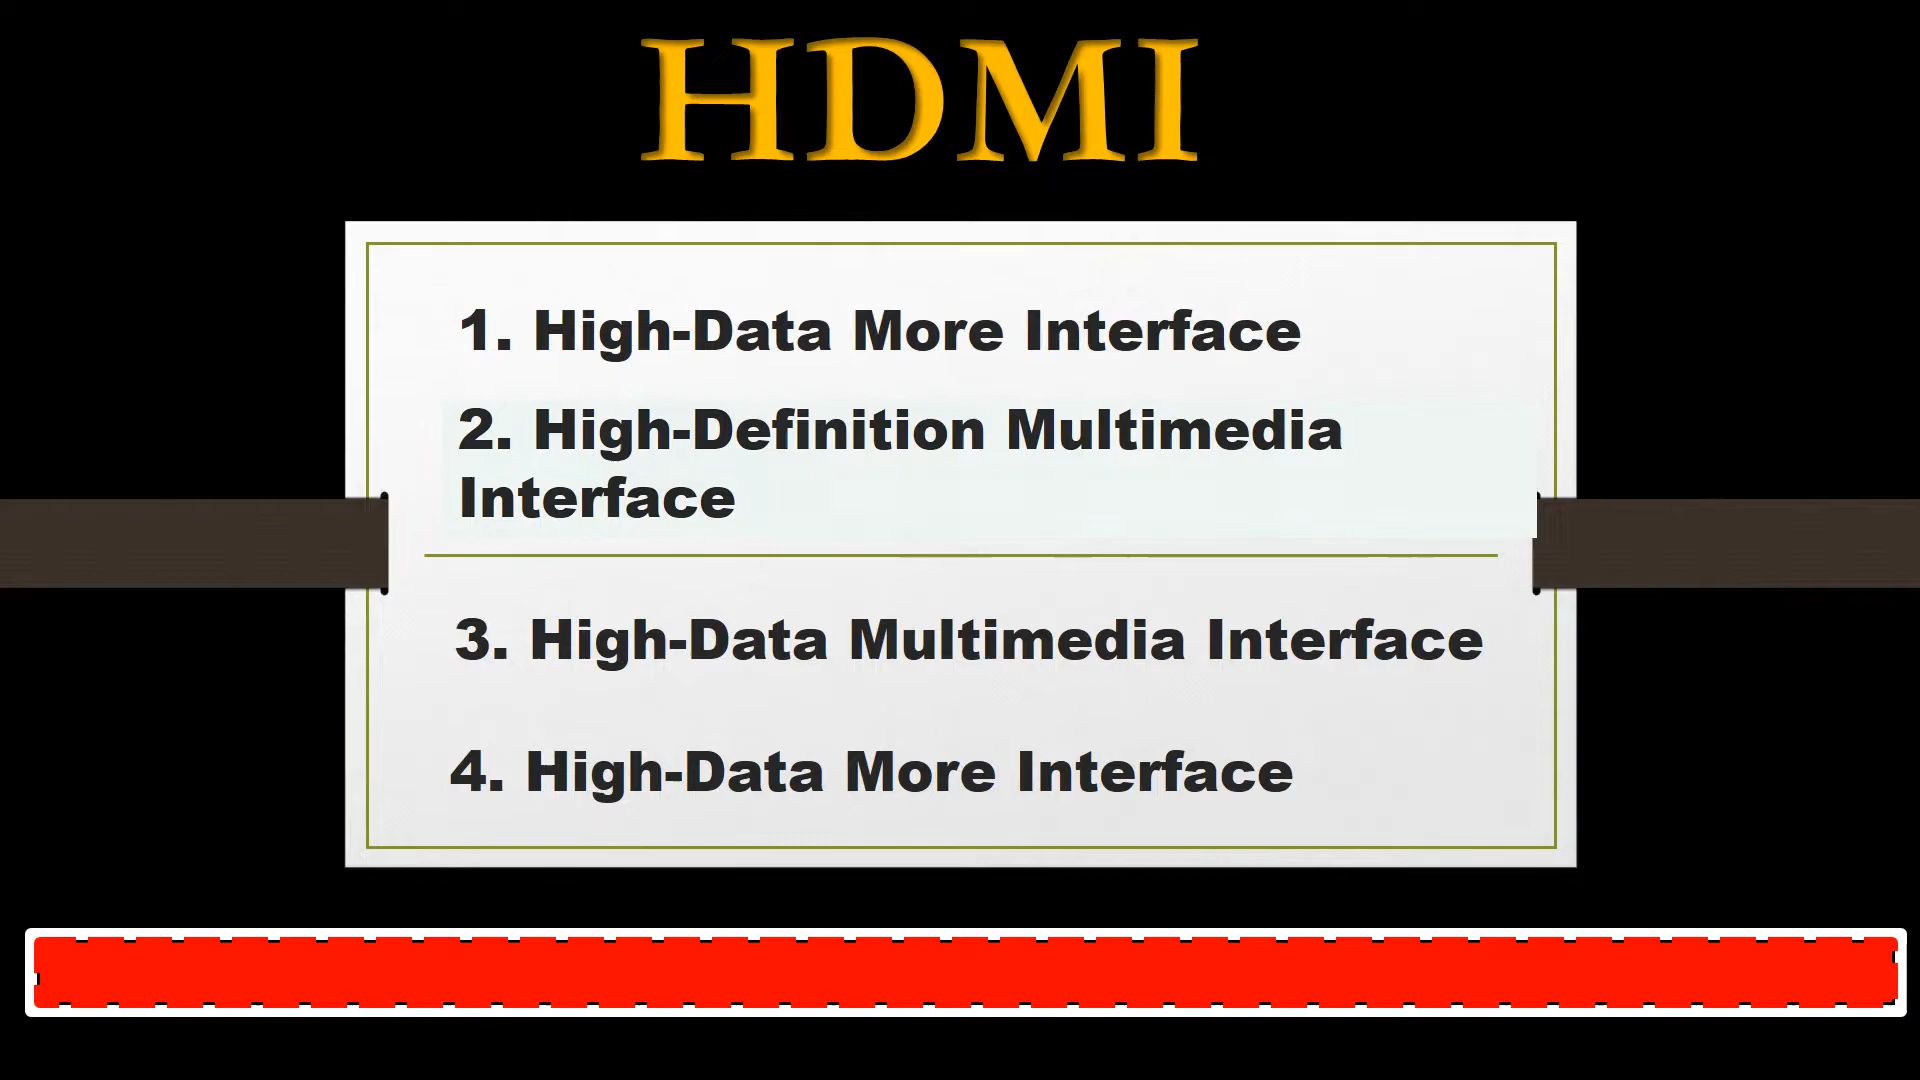 HDMI
1. High-Data More Interface
2. High-Definition Multimedia
Interface
3. High-Data Multimedia Interface
4. High-Data More Interface